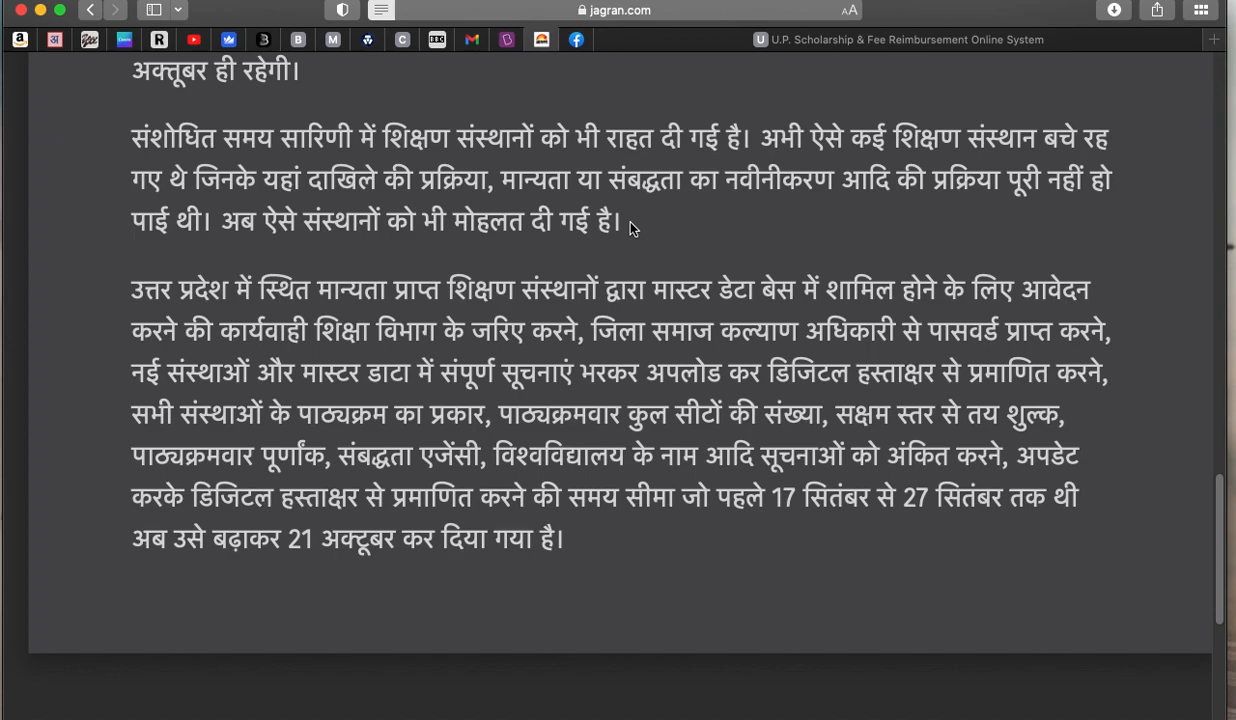 jagran.com
AA
U.P. Scholarship & Fee Reimbursement Online System
अक्तूबर ही रहेगी।
संशोधित समय सारिणी में शिक्षण संस्थानों को भी राहत दी गई है। अभी ऐसे कई शिक्षण संस्थान बचे रह
गए थे जिनके यहां दाखिले की प्रक्रिया, मान्यता या संबद्धता का नवीनीकरण आदि की प्रक्रिया पूरी नहीं हो
पाई थी। अब ऐसे संस्थानों को भी मोहलत दी गई है।
उत्तर प्रदेश में स्थित मान्यता प्राप्त शिक्षण संस्थानों द्वारा मास्टर डेटा बेस में शामिल होने के लिए आवेदन
करने की कार्यवाही शिक्षा विभाग के जरिए करने, जिला समाज कल्याण अधिकारी से पासवर्ड प्राप्त करने,
नई संस्थाओं और मास्टर डाटा में संपूर्ण सूचनाएं भरकर अपलोड कर डिजिटल हस्ताक्षर से प्रमाणित करने,
सभी संस्थाओं के पाठ्यक्रम का प्रकार, पाठ्यक्रमवार कुल सीटों की संख्या, सक्षम स्तर से तय शुल्क,
पाठ्यक्रमवार पूर्णांक, संबद्धता एजेंसी, विश्वविद्यालय के नाम आदि सूचनाओं को अंकित करने, अपडेट
करके डिजिटल हस्ताक्षर से प्रमाणित करने की समय सीमा जो पहले 17 सितंबर से 27 सितंबर तक थी
अब उसे बढ़ाकर 21 अक्टूबर कर दिया गया है।